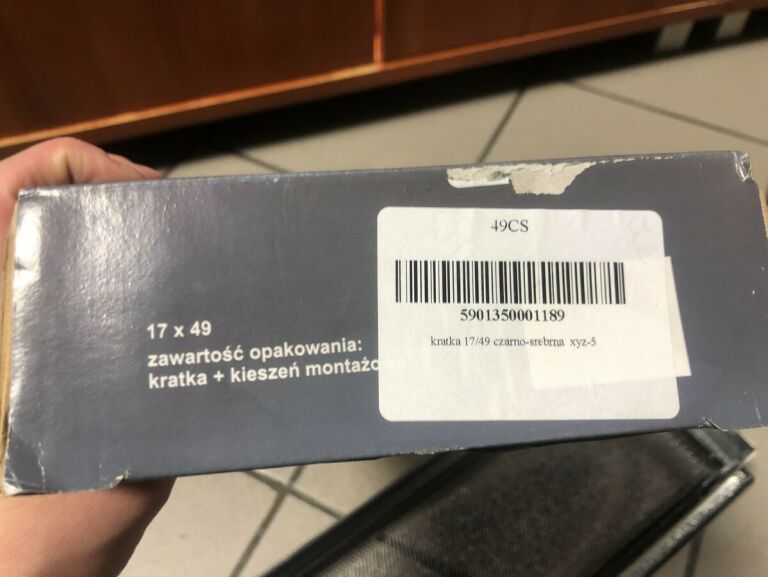 17 x 49
zawartość opakowania:
kratka + kieszeń montażo
49CS
5901350001189
kratka 17/49 czarno-srebrna xyz-5